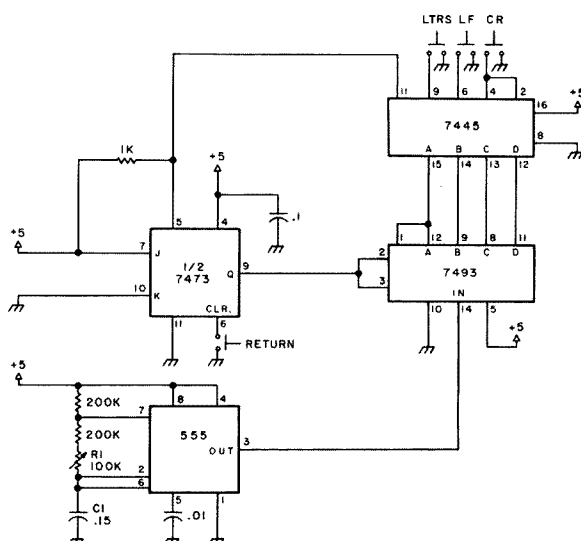 LTRS LF CR
11 9 6 4 2
+5
16
7445
8
A B C D
15 14 13 12
1K
+5
5 4
.1
+5
7 J
1/2
7473
Q 9
10 K
CLR.
11 6
RETURN
1 12 9 8 11
2 A B C D
7493
3
IN
10 14 5
+5
+5
200K
8 4
7
200K
555
OUT 3
R1
100K
2
6
5 1
C1
.15
.01